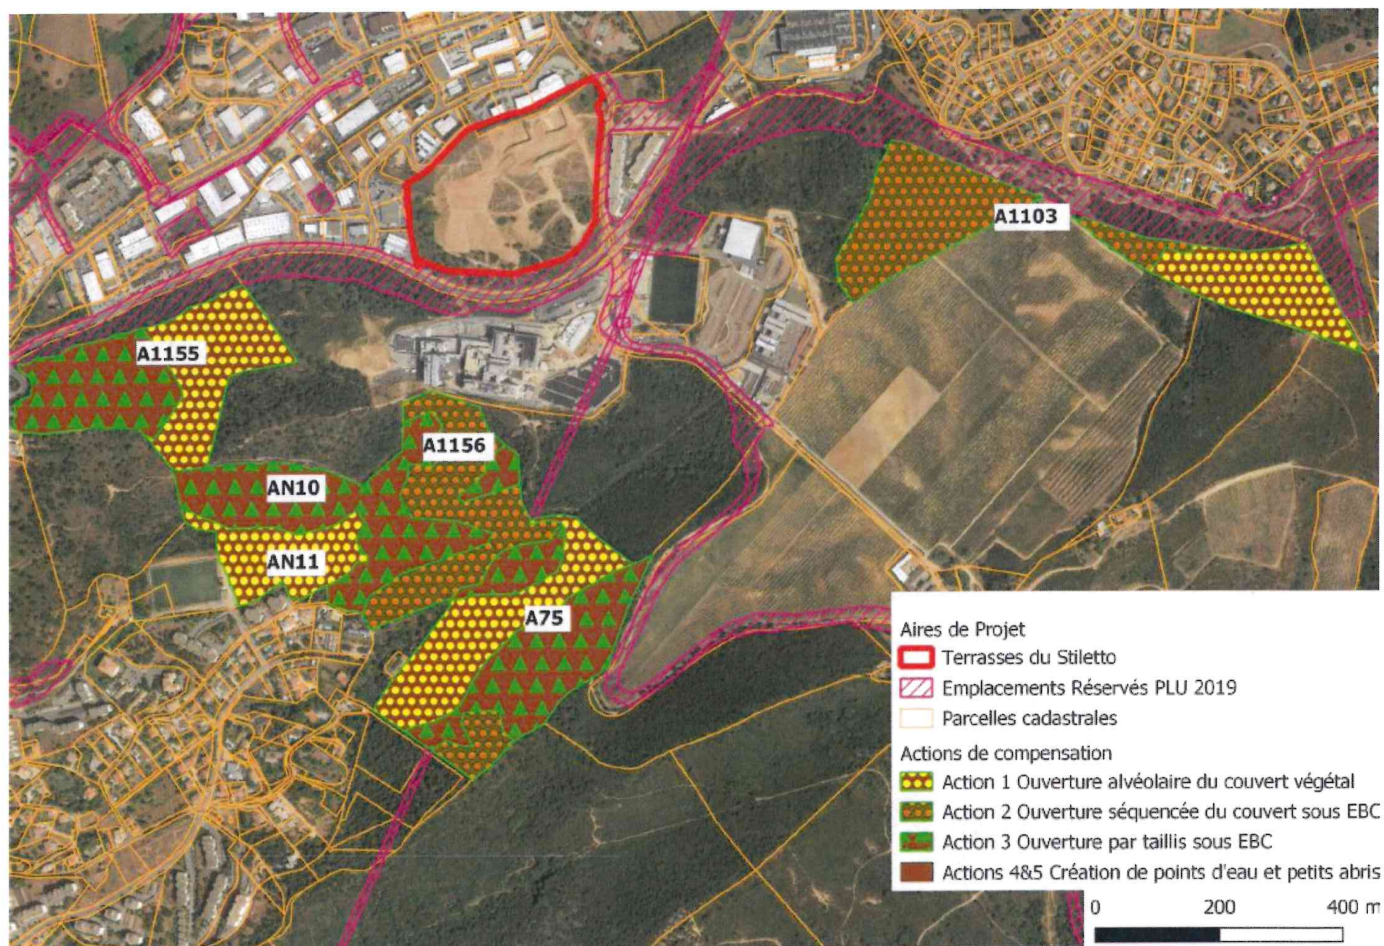 A1103
A1155
A1156
AN10
AN11
A75
Aires de Projet
Terrasses du Stiletto
Emplacements Réservés PLU 2019
Parcelles cadastrales
Actions de compensation
Action 1 Ouverture alvéolaire du couvert végétal
Action 2 Ouverture séquencée du couvert sous EBC
Action 3 Ouverture par taillis sous EBC
Actions 4&5 Création de points d'eau et petits abris
0 200 400 m